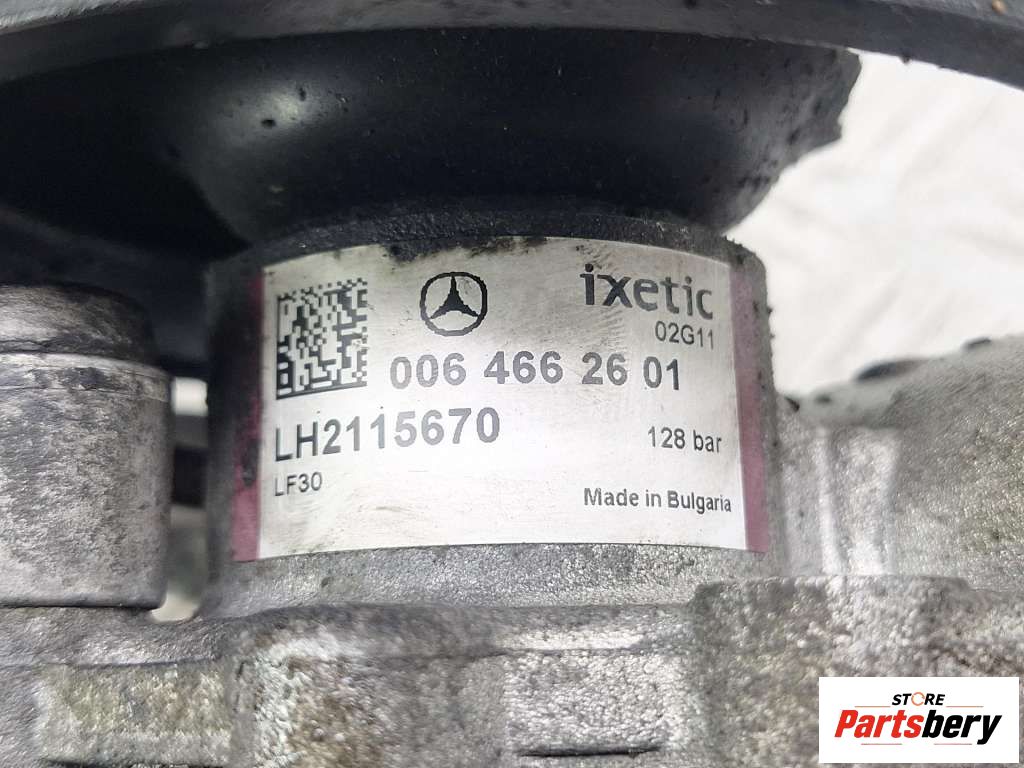 ixetic
02G11
006 466 26 01
LH2115670
128 bar
LF30
Made in Bulgaria
STORE
Partsbery